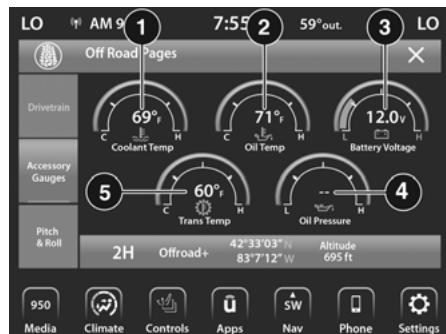 LO AM 9 7:55 59°out. LO
Off Road Pages
1 2 3
Drivetrain
69°F 71°F 12.0v
C H C H L H
Coolant Temp Oil Temp Battery Voltage
Accessory
Gauges
5 60°F -- 4
C H L H
Trans Temp Oil Pressure
Pitch
& Roll
2H Offroad+ 42°33'03"N Altitude
83°7'12"W 695 ft
950 û SW
Media Climate Controls Apps Nav Phone Settings